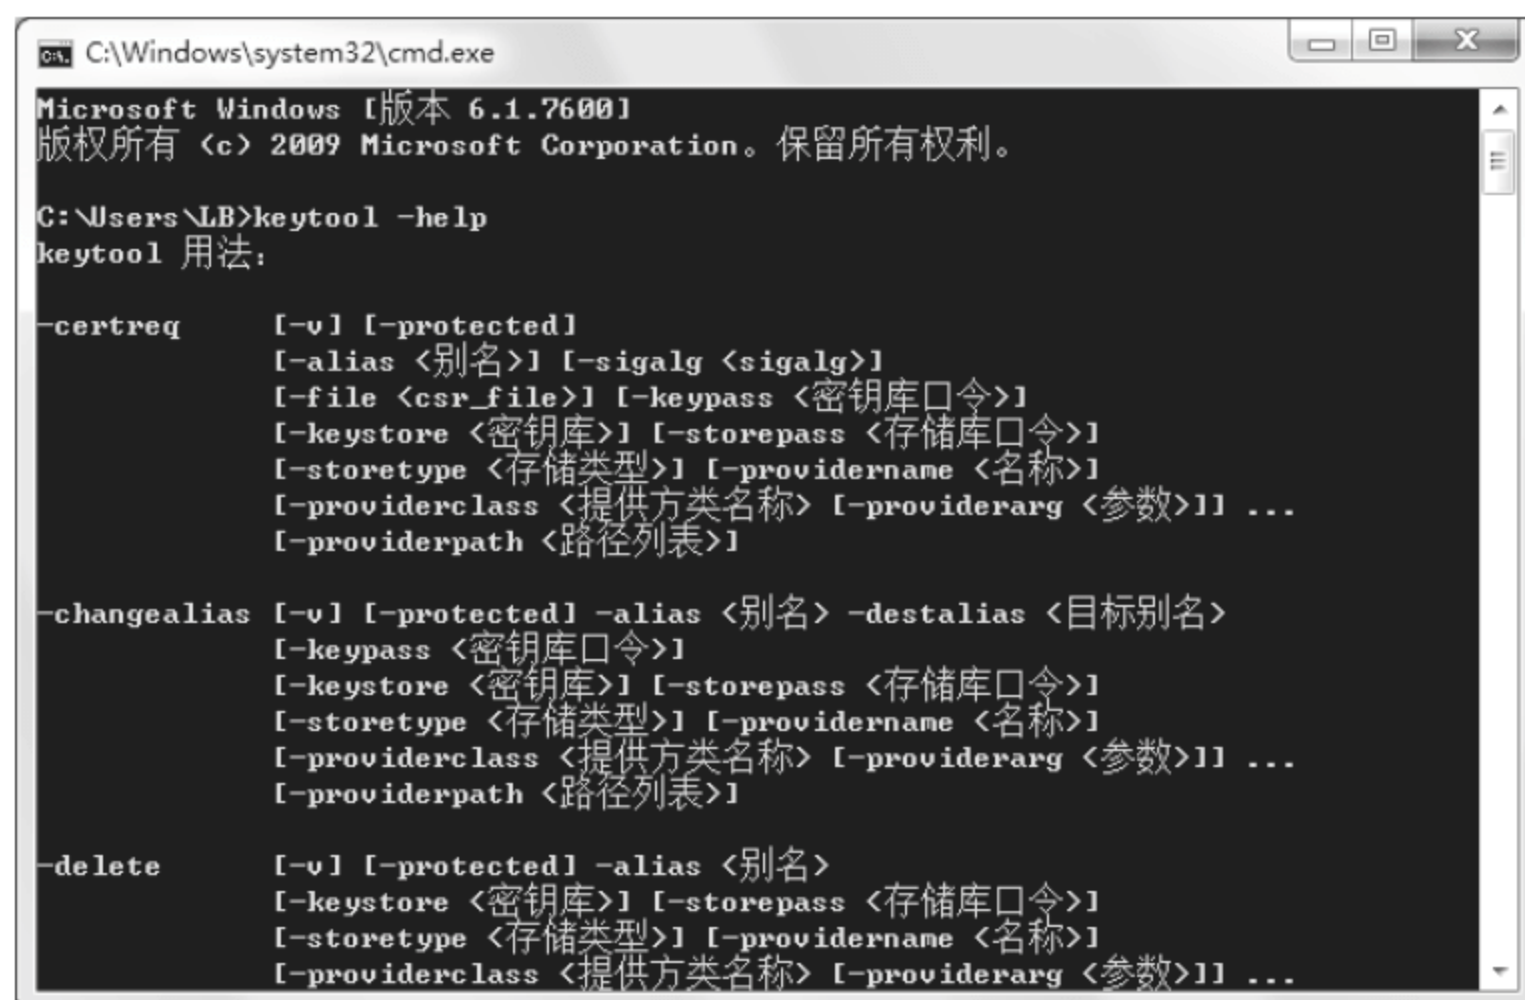 C:\Windows\system32\cmd.exe
Microsoft Windows [版本 6.1.7600]
版权所有 (c) 2009 Microsoft Corporation。保留所有权利。
C:\Users\LB>keytool -help
keytool 用法:
-certreq [-v] [-protected]
[-alias <别名>] [-sigalg <sigalg>]
[-file <csr_file>] [-keypass <密钥库口令>]
[-keystore <密钥库>] [-storepass <存储库口令>]
[-storetype <存储类型>] [-providername <名称>]
[-providerclass <提供方类名称> [-providerarg <参数>]] ...
[-providerpath <路径列表>]
-changealias [-v] [-protected] -alias <别名> -destalias <目标别名>
[-keypass <密钥库口令>]
[-keystore <密钥库>] [-storepass <存储库口令>]
[-storetype <存储类型>] [-providername <名称>]
[-providerclass <提供方类名称> [-providerarg <参数>]] ...
[-providerpath <路径列表>]
-delete [-v] [-protected] -alias <别名>
[-keystore <密钥库>] [-storepass <存储库口令>]
[-storetype <存储类型>] [-providername <名称>]
[-providerclass <提供方类名称> [-providerarg <参数>]] ...